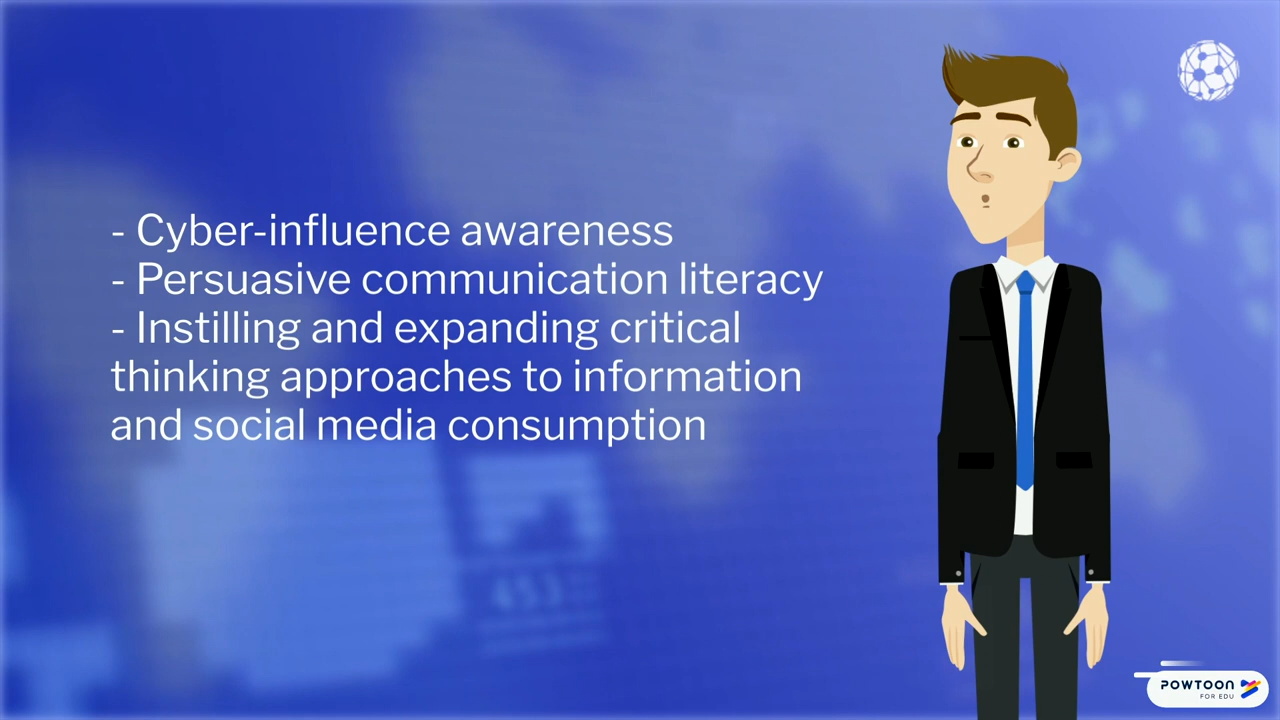 - Cyber-influence awareness
- Persuasive communication literacy
- Instilling and expanding critical
thinking approaches to information
and social media consumption
POWTOON
FOR EDU